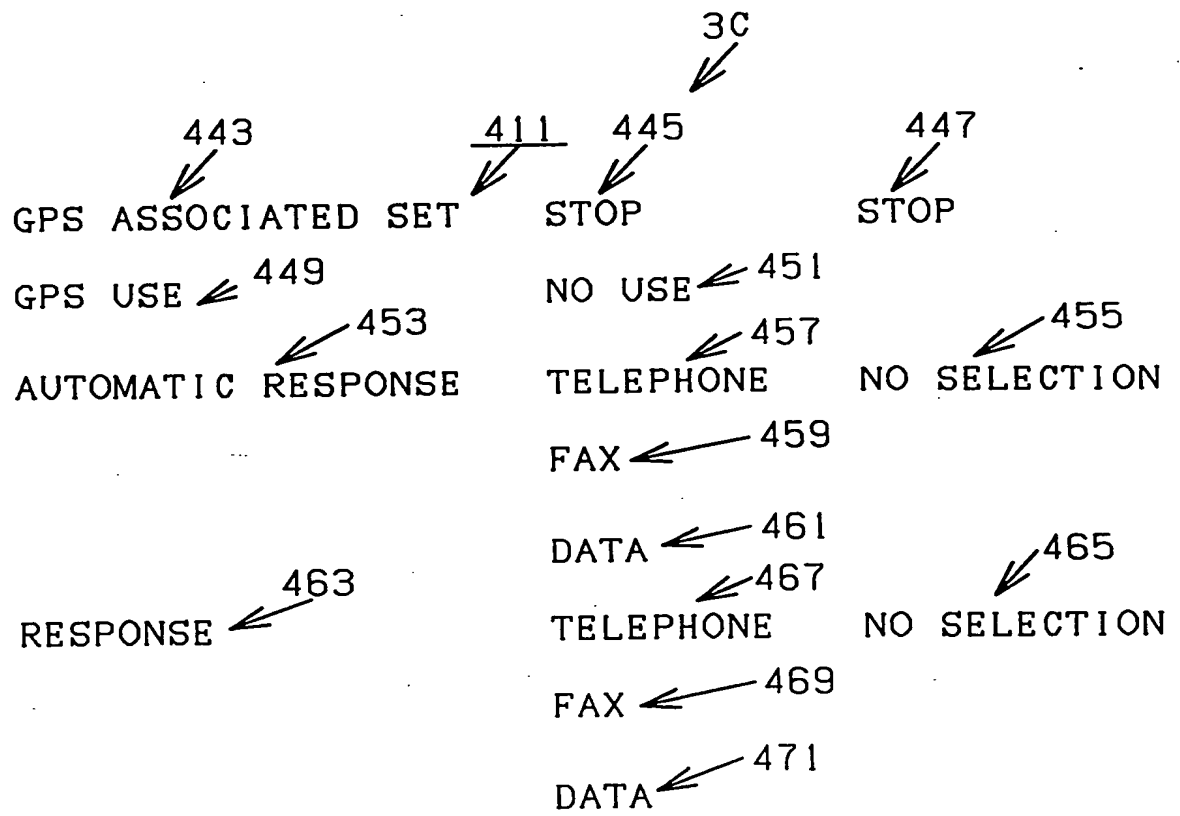 3C
443 411 445 447
GPS ASSOCIATED SET STOP STOP
GPS USE 449 NO USE 451
453 457 455
AUTOMATIC RESPONSE TELEPHONE NO SELECTION
FAX 459
DATA 461
463 467 465
RESPONSE TELEPHONE NO SELECTION
FAX 469
DATA 471